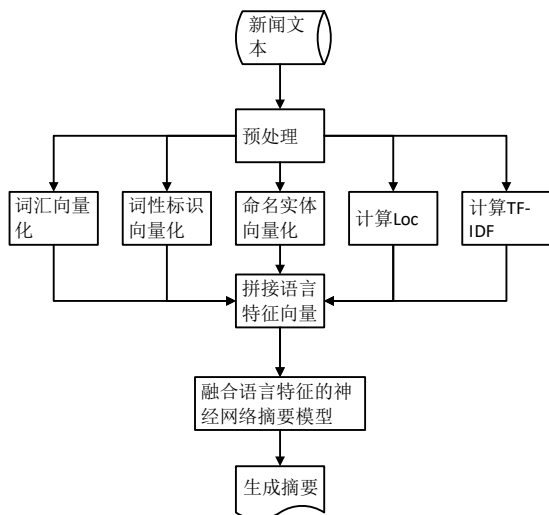 新闻文
本
预处理
词汇向量
化
词性标识
向量化
命名实体
向量化
计算Loc
计算TF-
IDF
拼接语言
特征向量
融合语言特征的神
经网络摘要模型
生成摘要